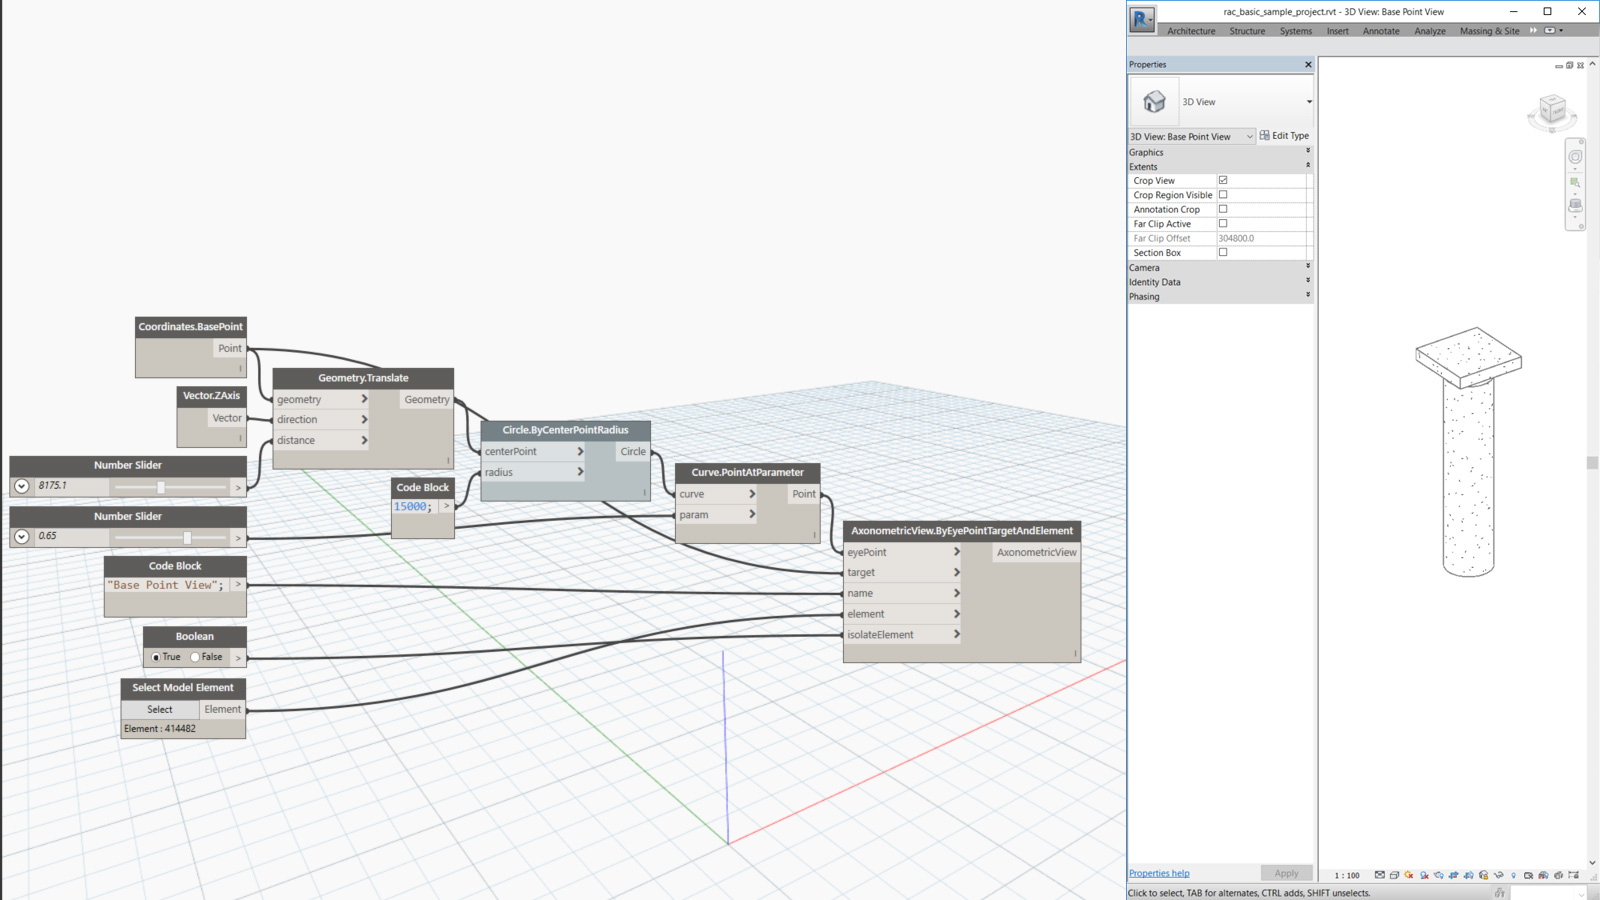 Coordinates.BasePoint
Point
Vector.ZAxis
Vector
Number Slider
8175.1
>
Number Slider
0.65
>
Code Block
"Base Point View";
>
Boolean
True
False
>
Select Model Element
Select
Element
Element : 414482
Geometry.Translate
geometry >
Geometry
direction >
distance >
Code Block
15000;
>
Circle.ByCenterPointRadius
centerPoint >
Circle
radius >
Curve.PointAtParameter
curve >
Point
param >
AxonometricView.ByEyePointTargetAndElement
eyePoint >
AxonometricView
target >
name >
element >
isolateElement >
rac_basic_sample_project.rvt - 3D View: Base Point View
R
Architecture Structure Systems Insert Annotate Analyze Massing & Site
Properties
3D View
3D View: Base Point View
Edit Type
Graphics
Extents
Crop View
Crop Region Visible
Annotation Crop
Far Clip Active
Far Clip Offset 304800.0
Section Box
Camera
Identity Data
Phasing
Properties help
Apply
1 : 100
Click to select, TAB for alternates, CTRL adds, SHIFT unselects.